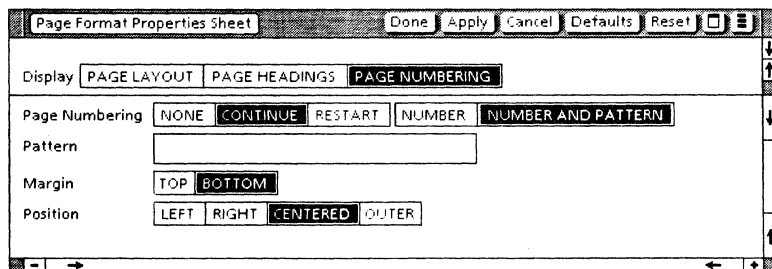 Page Format Properties Sheet Done Apply Cancel Defaults Reset
Display PAGE LAYOUT PAGE HEADINGS PAGE NUMBERING
Page Numbering NONE CONTINUE RESTART NUMBER NUMBER AND PATTERN
Pattern
Margin TOP BOTTOM
Position LEFT RIGHT CENTERED OUTER